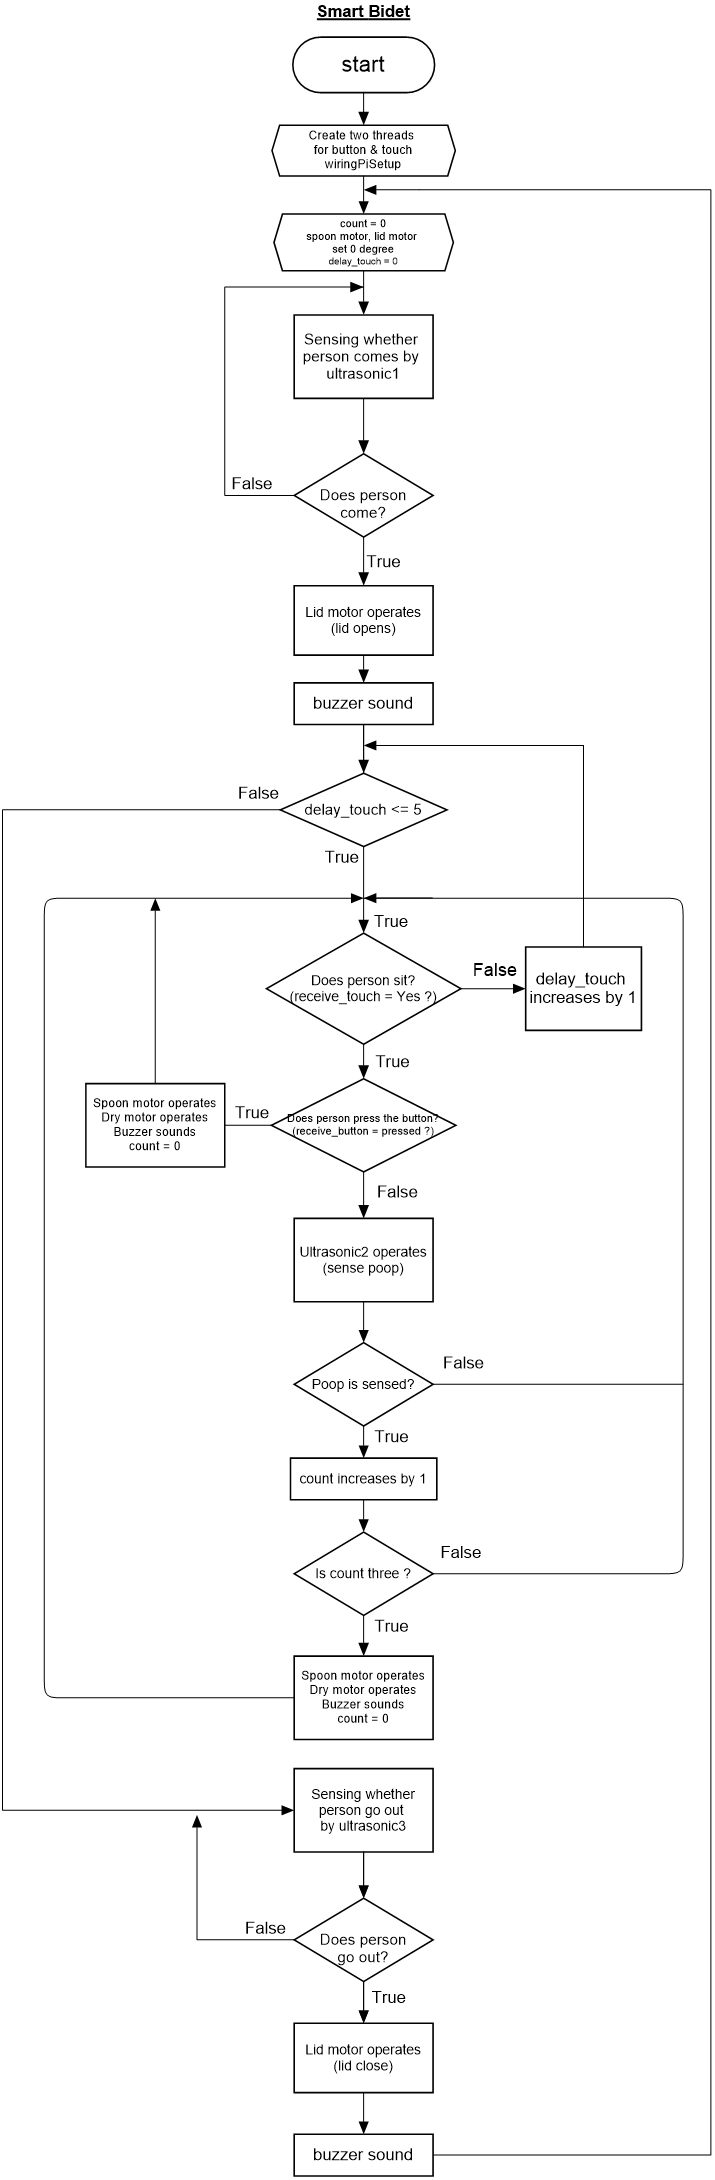 Smart Bidet
start
Create two threads
for button & touch
wiringPiSetup
count = 0
spoon motor, lid motor
set 0 degree
delay_touch = 0
Sensing whether
person comes by
ultrasonic1
False
Does person
come?
True
Lid motor operates
(lid opens)
buzzer sound
False
delay_touch <= 5
True
True
Does person sit?
(receive_touch = Yes ?)
False
delay_touch
increases by 1
True
Spoon motor operates
Dry motor operates
Buzzer sounds
count = 0
True
Does person press the button?
(receive_button = pressed ?)
False
Ultrasonic2 operates
(sense poop)
False
Poop is sensed?
True
count increases by 1
False
Is count three ?
True
Spoon motor operates
Dry motor operates
Buzzer sounds
count = 0
Sensing whether
person go out
by ultrasonic3
False
Does person
go out?
True
Lid motor operates
(lid close)
buzzer sound